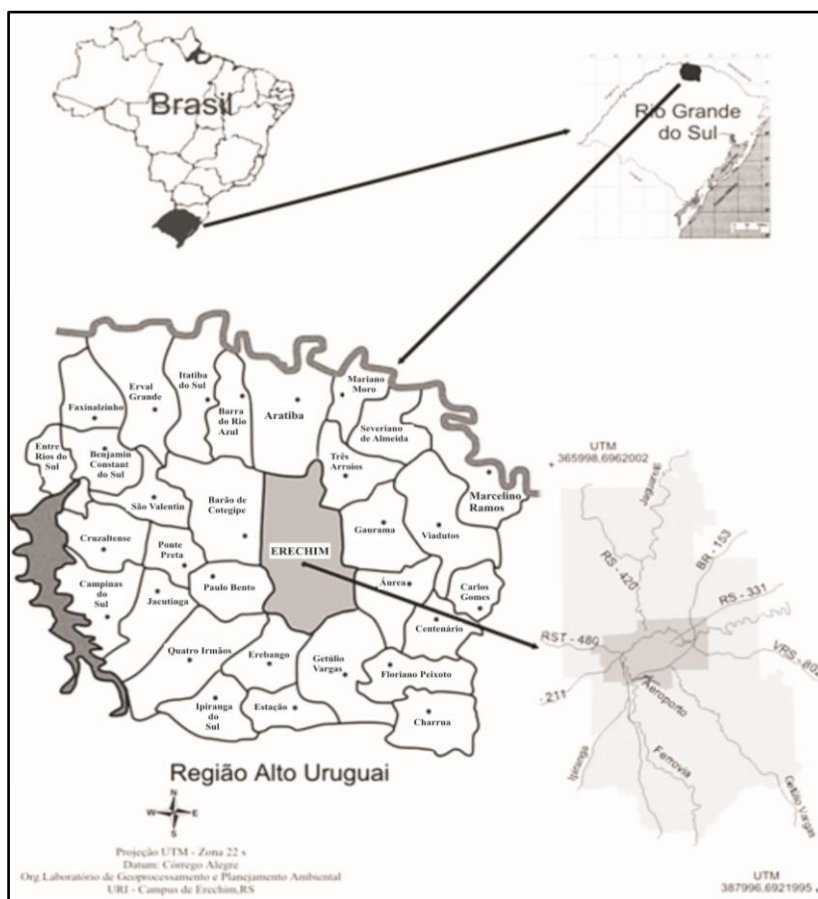 Brasil
Rio Grande
do Sul
Mariano
Moro
Itatiba
do Sul
Erval
Grande
Barra
do Rio
Azul
Aratiba
Faxinalzinho
Severiano
de Almeida
Entre
Rios do
Sul
Benjamin
Constant
do Sul
Três
Arroios
Marcelino
Ramos
São Valentin
Barão de
Cotegipe
Gaurama
Viadutos
Cruzaltense
Ponte
Preta
ERECHIM
Campinas
do Sul
Jacutinga
Paulo Bento
Áurea
Carlos
Gomes
Centenário
Quatro Irmãos
Erebango
Getúlio
Vargas
Floriano Peixoto
Ipiranga
do Sul
Estação
Charrua
Região Alto Uruguai
N
W E
S
Projeção UTM - Zona 22 s
Datum: Córrego Alegre
Org.Laboratório de Geoprocessamento e Planejamento Ambiental
URI - Campus de Erechim,RS
UTM
365998,6962002
RS - 420
BR - 153
RS - 331
RST - 480
VRS - 802
- 211
Aeroporto
Ipiranga
Ferrovia
Getúlio Vargas
UTM
387996,6921995